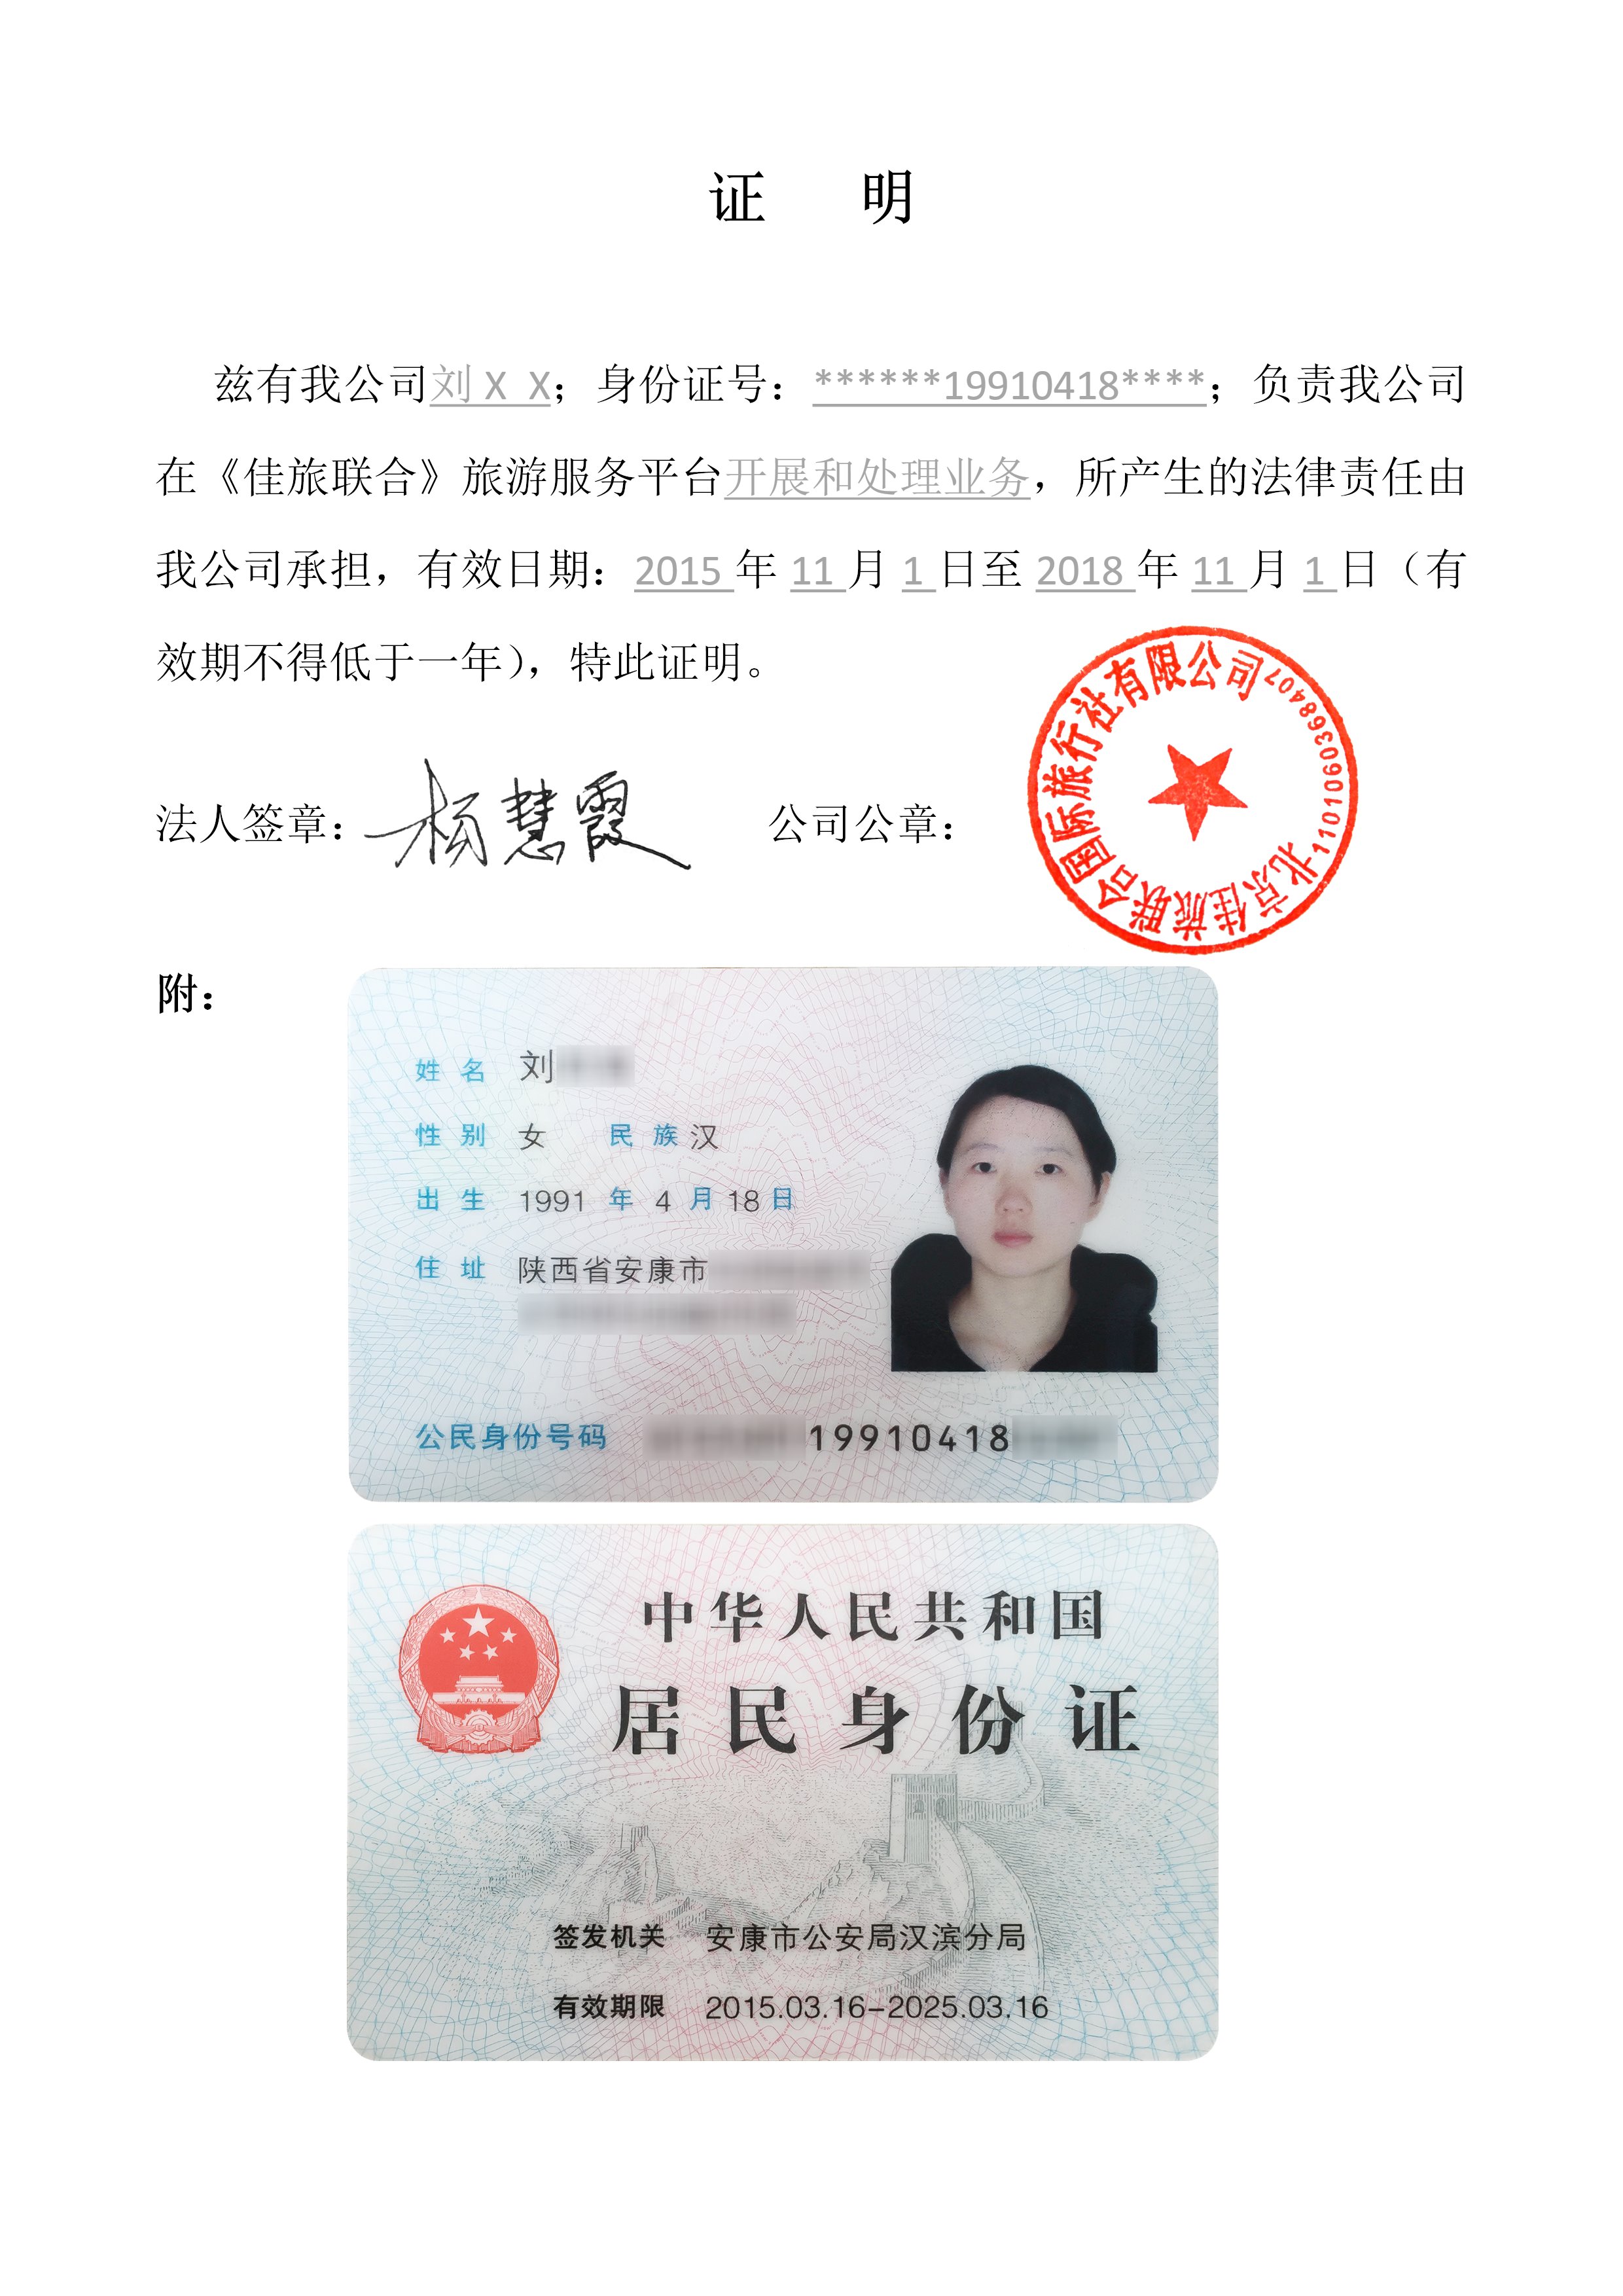 证 明
兹有我公司刘 X X；身份证号：******19910418****；负责我公司
在《佳旅联合》旅游服务平台开展和处理业务，所产生的法律责任由
我公司承担，有效日期：2015 年 11 月 1 日至 2018 年 11 月 1 日（有
效期不得低于一年），特此证明。
法人签章：杨慧霞 公司公章：
北京佳旅联合国际旅行社有限公司
1101060368407
附：
姓名 刘
性别 女 民族 汉
出生 1991 年 4 月 18 日
住址 陕西省安康市
公民身份号码 19910418
中华人民共和国
居民身份证
签发机关 安康市公安局汉滨分局
有效期限 2015.03.16-2025.03.16